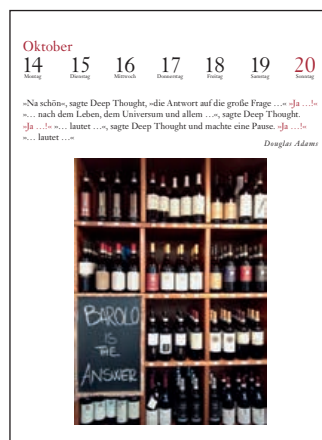 Oktober
14 15 16 17 18 19 20
Montag Dienstag Mittwoch Donnerstag Freitag Samstag Sonntag
»Na schön«, sagte Deep Thought, »die Antwort auf die große Frage …« »Ja …!«
»… nach dem Leben, dem Universum und allem …«, sagte Deep Thought.
»Ja …!« »… lautet …«, sagte Deep Thought und machte eine Pause. »Ja …!«
»… lautet …«
Douglas Adams
BAROLO
IS
THE
ANSWER